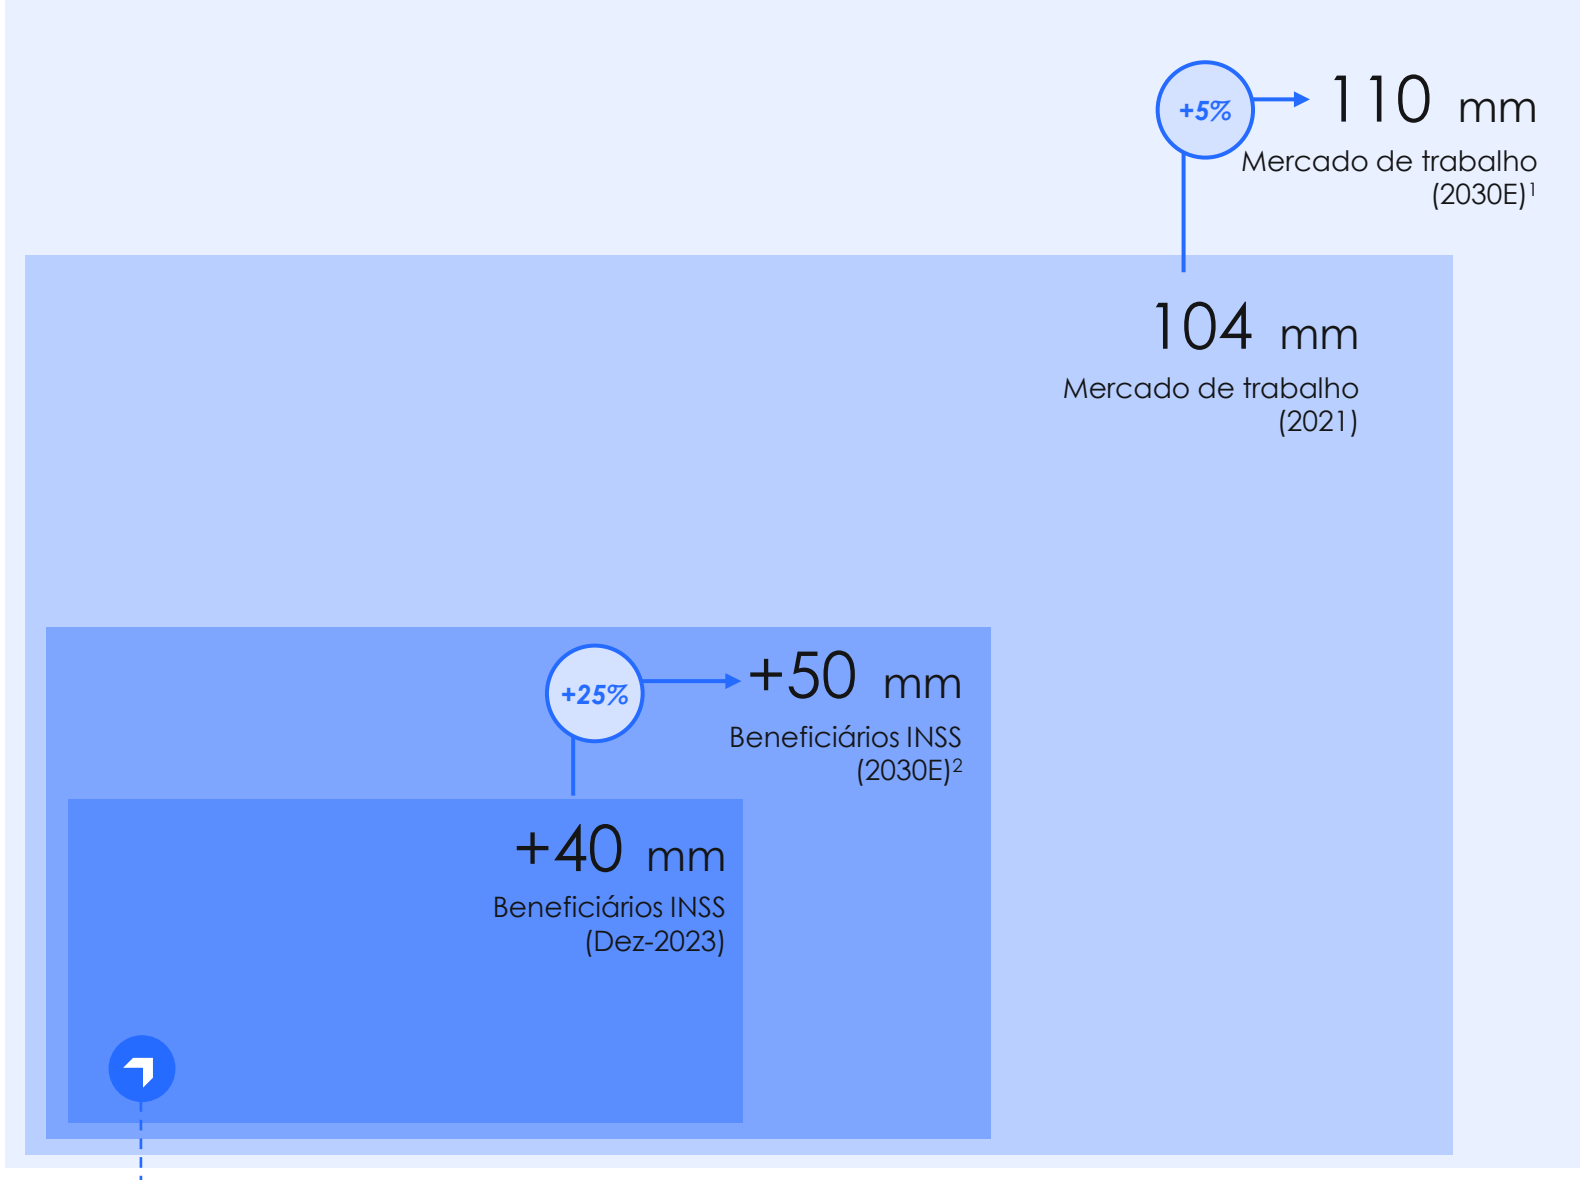 +5%
110 mm
Mercado de trabalho
(2030E)¹
104 mm
Mercado de trabalho
(2021)
+25%
+50 mm
Beneficiários INSS
(2030E)²
+40 mm
Beneficiários INSS
(Dez-2023)